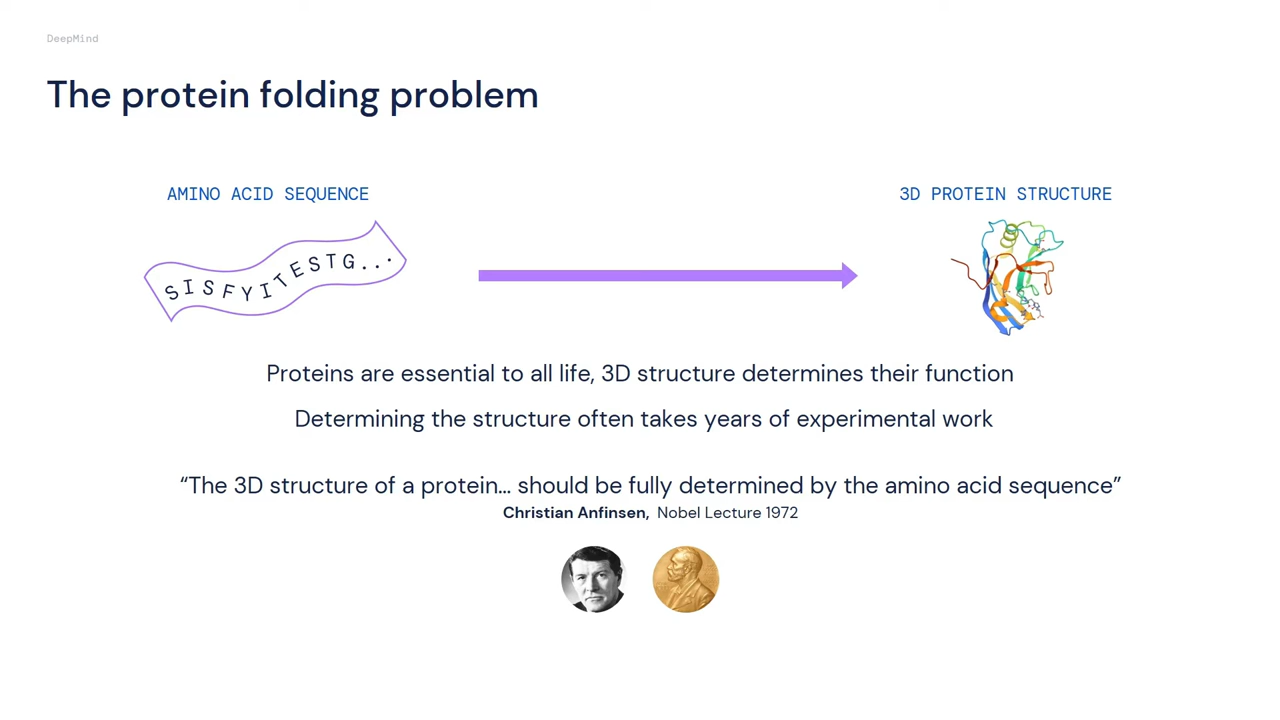 DeepMind
The protein folding problem
AMINO ACID SEQUENCE
3D PROTEIN STRUCTURE
SISFYITESTG...
Proteins are essential to all life, 3D structure determines their function
Determining the structure often takes years of experimental work
“The 3D structure of a protein... should be fully determined by the amino acid sequence”
Christian Anfinsen, Nobel Lecture 1972